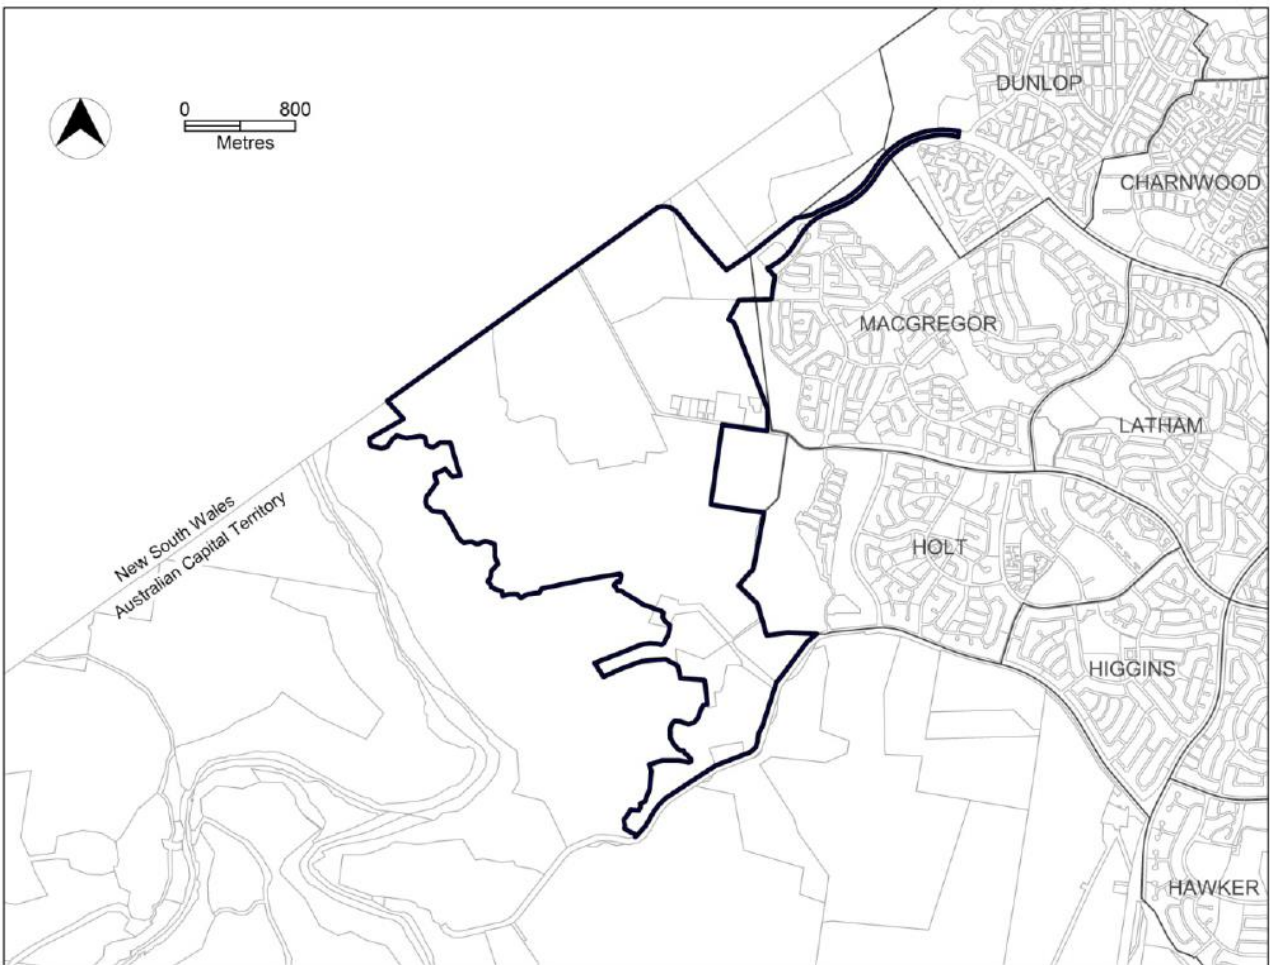 DUNLOP
0 800
Metres
CHARNWOOD
MACGREGOR
LATHAM
New South Wales
Australian Capital Territory
HOLT
HIGGINS
HAWKER